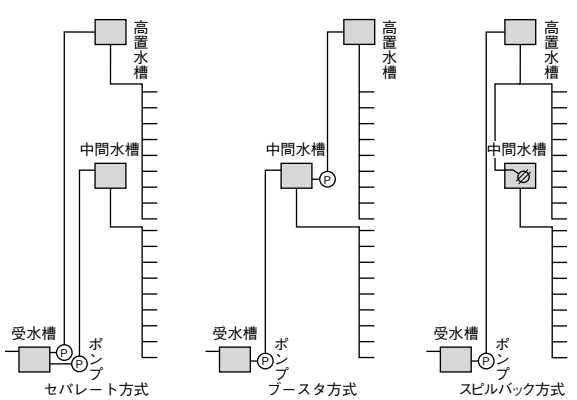 高置水槽
中間水槽
受水槽
P
P
ポンプ
セパレート方式
高置水槽
中間水槽
P
受水槽
P
ポンプ
ブースタ方式
高置水槽
中間水槽
受水槽
P
ポンプ
スピルバック方式